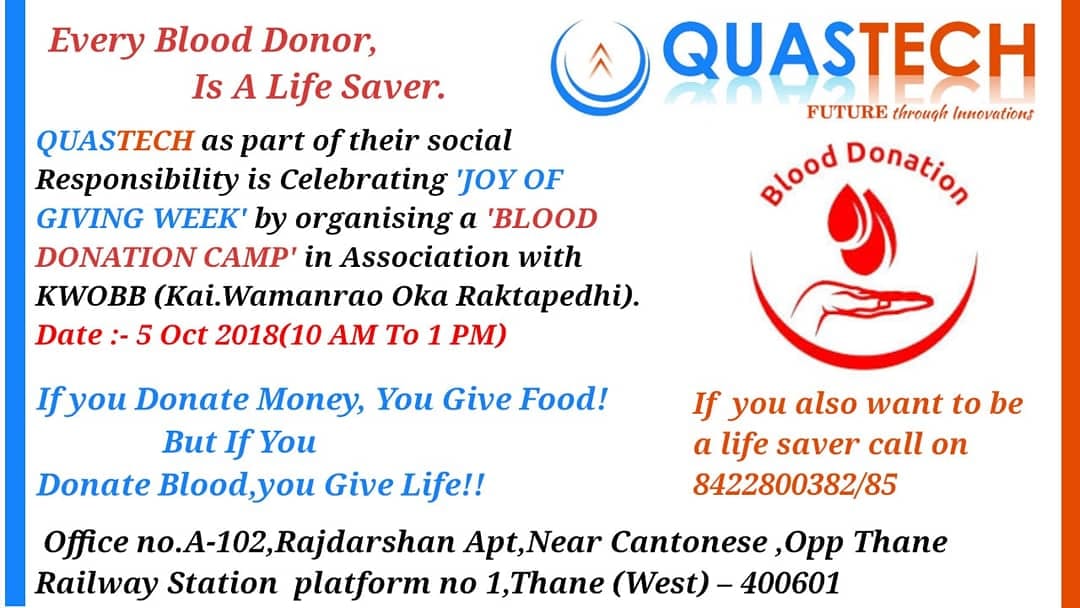 Every Blood Donor,
Is A Life Saver.
QUASTECH
FUTURE through Innovations
QUASTECH as part of their social
Responsibility is Celebrating 'JOY OF
GIVING WEEK' by organising a 'BLOOD
DONATION CAMP' in Association with
KWOBB (Kai.Wamanrao Oka Raktapedhi).
Date :- 5 Oct 2018(10 AM To 1 PM)
Blood Donation
If you Donate Money, You Give Food!
But If You
Donate Blood,you Give Life!!
If you also want to be
a life saver call on
8422800382/85
Office no.A-102,Rajdarshan Apt,Near Cantonese ,Opp Thane
Railway Station platform no 1,Thane (West) – 400601